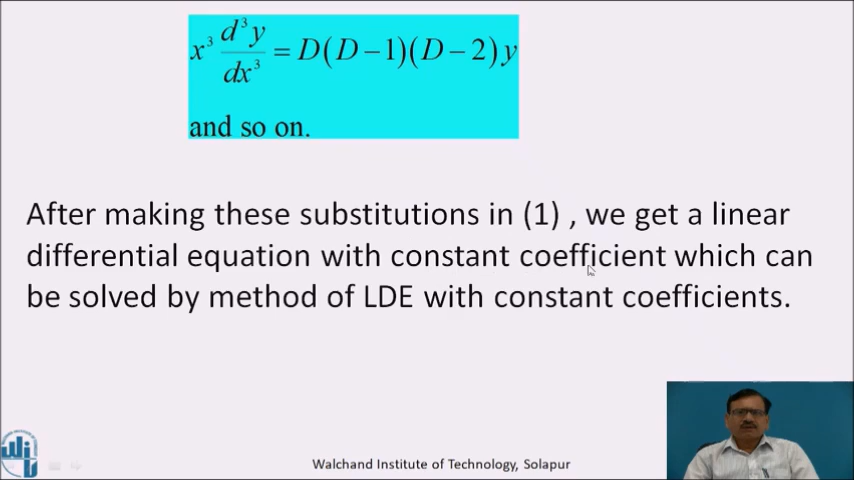 x³ d³y/dx³ = D(D−1)(D−2)y
and so on.
After making these substitutions in (1) , we get a linear
differential equation with constant coefficient which can
be solved by method of LDE with constant coefficients.
Walchand Institute of Technology, Solapur